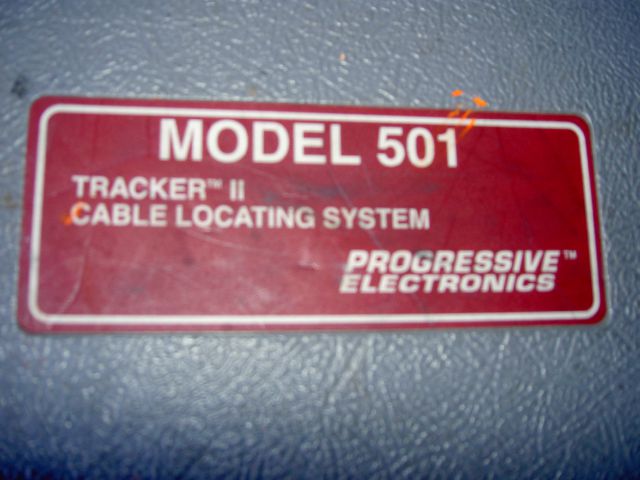 MODEL 501
TRACKER™ II
CABLE LOCATING SYSTEM
PROGRESSIVE™
ELECTRONICS